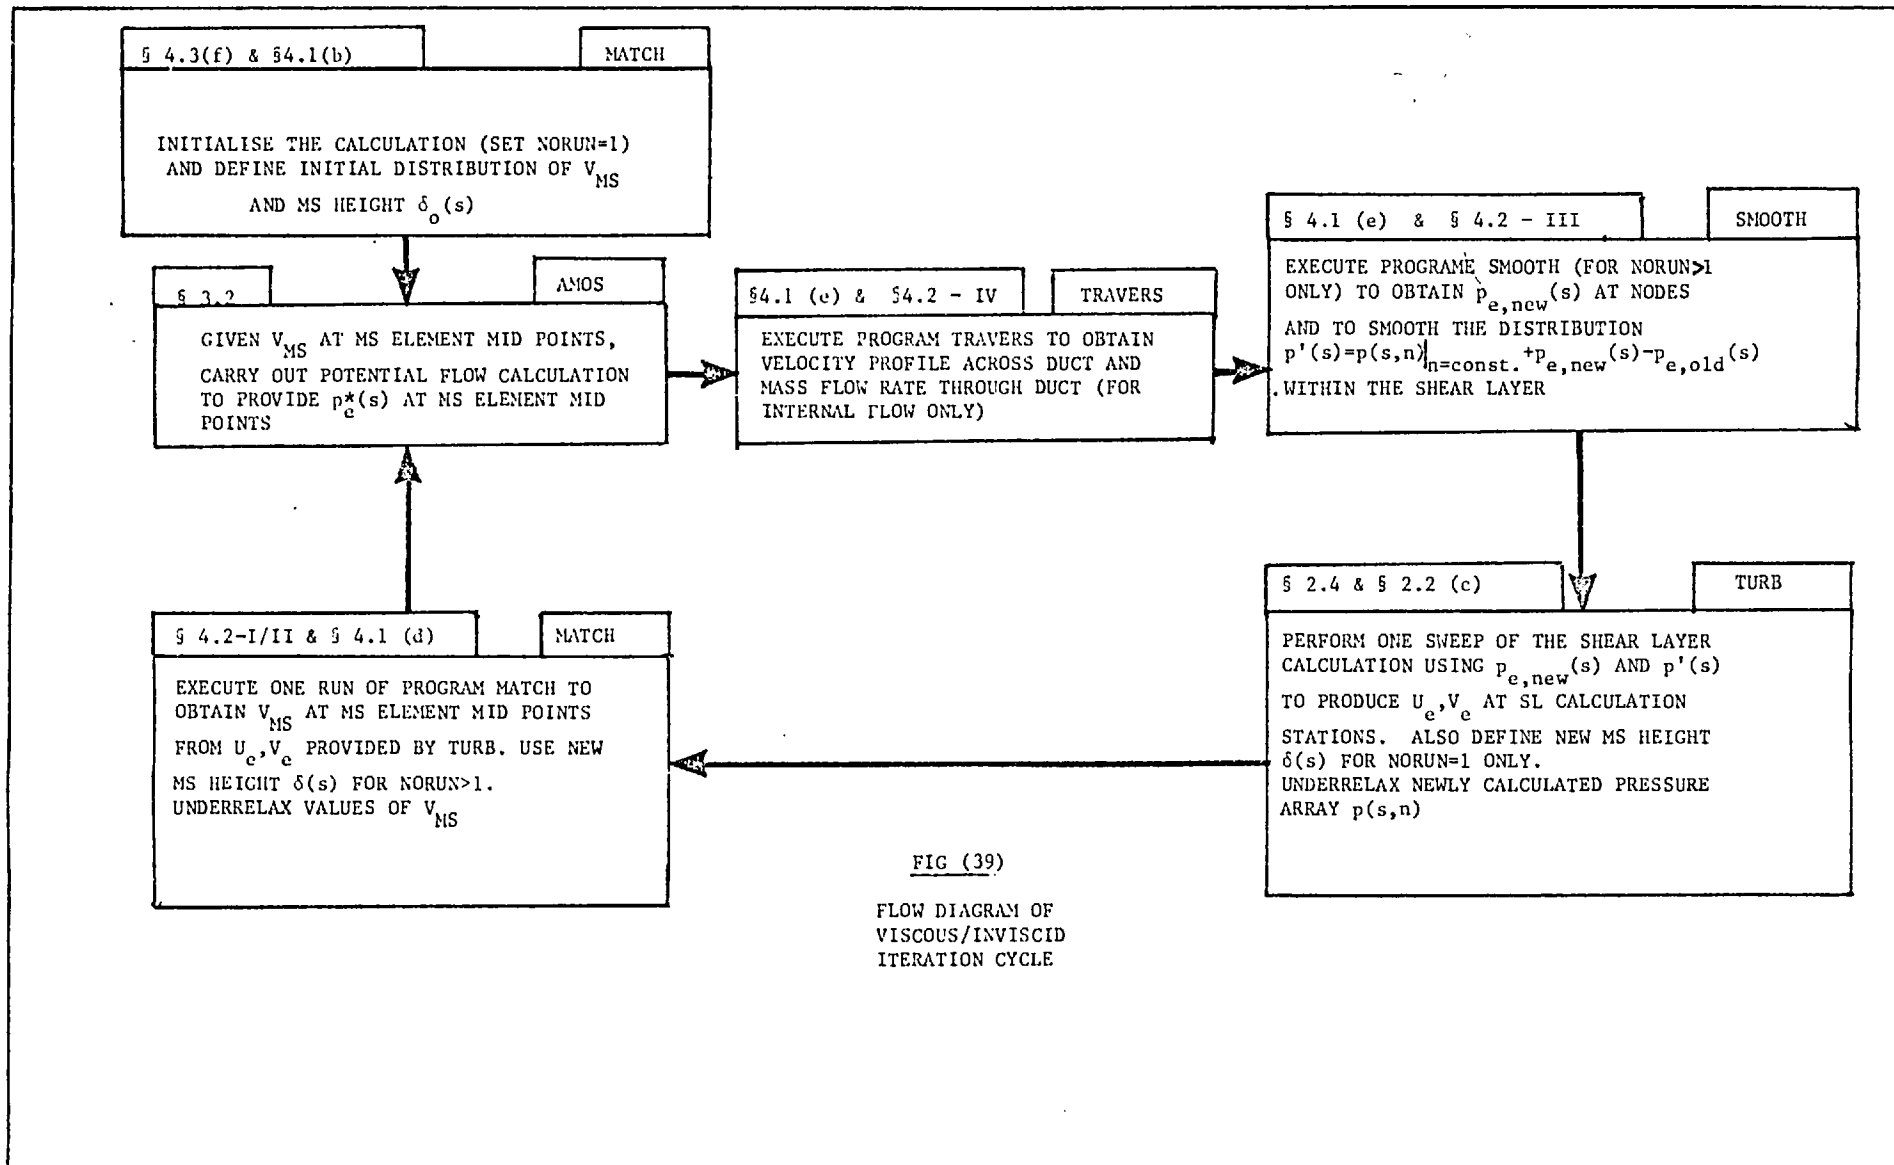 § 4.3(f) & §4.1(b)
MATCH
INITIALISE THE CALCULATION (SET NORUN=1)
AND DEFINE INITIAL DISTRIBUTION OF V_MS
AND MS HEIGHT δ_o(s)
§ 3.2
AMOS
GIVEN V_MS AT MS ELEMENT MID POINTS,
CARRY OUT POTENTIAL FLOW CALCULATION
TO PROVIDE p*_e(s) AT MS ELEMENT MID
POINTS
§4.1 (e) & §4.2 - IV
TRAVERS
EXECUTE PROGRAM TRAVERS TO OBTAIN
VELOCITY PROFILE ACROSS DUCT AND
MASS FLOW RATE THROUGH DUCT (FOR
INTERNAL FLOW ONLY)
§ 4.1 (e) & § 4.2 - III
SMOOTH
EXECUTE PROGRAME SMOOTH (FOR NORUN>1
ONLY) TO OBTAIN p_e,new(s) AT NODES
AND TO SMOOTH THE DISTRIBUTION
p'(s)=p(s,n)|_n=const. +p_e,new(s)-p_e,old(s)
WITHIN THE SHEAR LAYER
§ 2.4 & § 2.2 (c)
TURB
PERFORM ONE SWEEP OF THE SHEAR LAYER
CALCULATION USING p_e,new(s) AND p'(s)
TO PRODUCE U_e,V_e AT SL CALCULATION
STATIONS. ALSO DEFINE NEW MS HEIGHT
δ(s) FOR NORUN=1 ONLY.
UNDERRELAX NEWLY CALCULATED PRESSURE
ARRAY p(s,n)
§ 4.2-I/II & § 4.1 (d)
MATCH
EXECUTE ONE RUN OF PROGRAM MATCH TO
OBTAIN V_MS AT MS ELEMENT MID POINTS
FROM U_e,V_e PROVIDED BY TURB. USE NEW
MS HEIGHT δ(s) FOR NORUN>1.
UNDERRELAX VALUES OF V_MS
FIG (39)
FLOW DIAGRAM OF
VISCOUS/INVISCID
ITERATION CYCLE